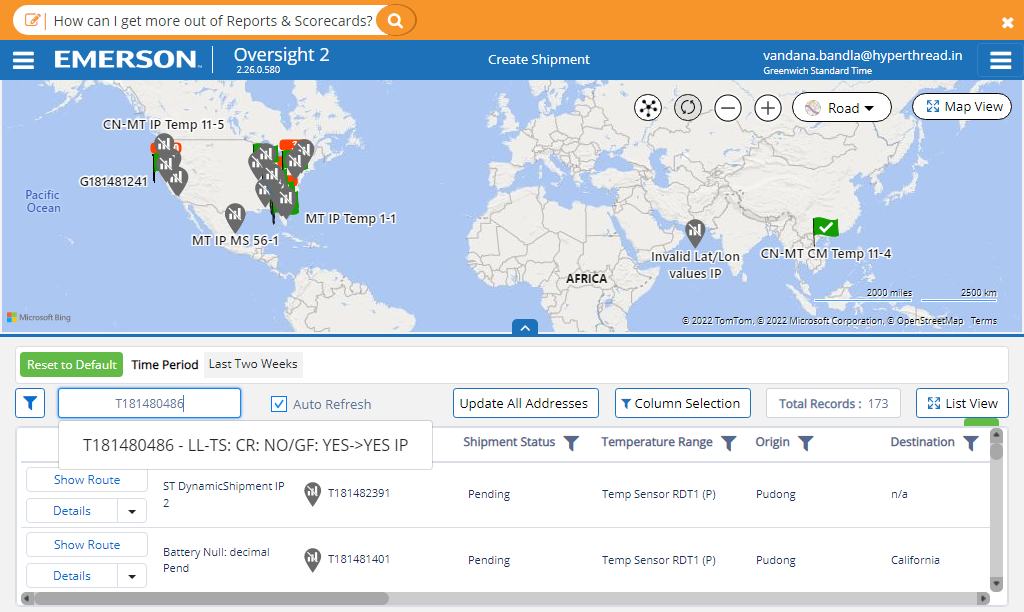 How can I get more out of Reports & Scorecards?
EMERSON
Oversight 2
2.26.0.580
Create Shipment
vandana.bandla@hyperthread.in
Greenwich Standard Time
Road
Map View
CN-MT IP Temp 11-5
G181481241
Pacific
Ocean
MT IP Temp 1-1
MT IP MS 56-1
Invalid Lat/Lon
values IP
CN-MT CM Temp 11-4
AFRICA
2000 miles
2500 km
Microsoft Bing
© 2022 TomTom, © 2022 Microsoft Corporation, © OpenStreetMap Terms
Reset to Default
Time Period
Last Two Weeks
T181480486
Auto Refresh
Update All Addresses
Column Selection
Total Records : 173
List View
T181480486 - LL-TS: CR: NO/GF: YES->YES IP
Shipment Status
Temperature Range
Origin
Destination
Show Route
Details
ST DynamicShipment IP
2
T181482391
Pending
Temp Sensor RDT1 (P)
Pudong
n/a
Show Route
Details
Battery Null: decimal
Pend
T181481401
Pending
Temp Sensor RDT1 (P)
Pudong
California